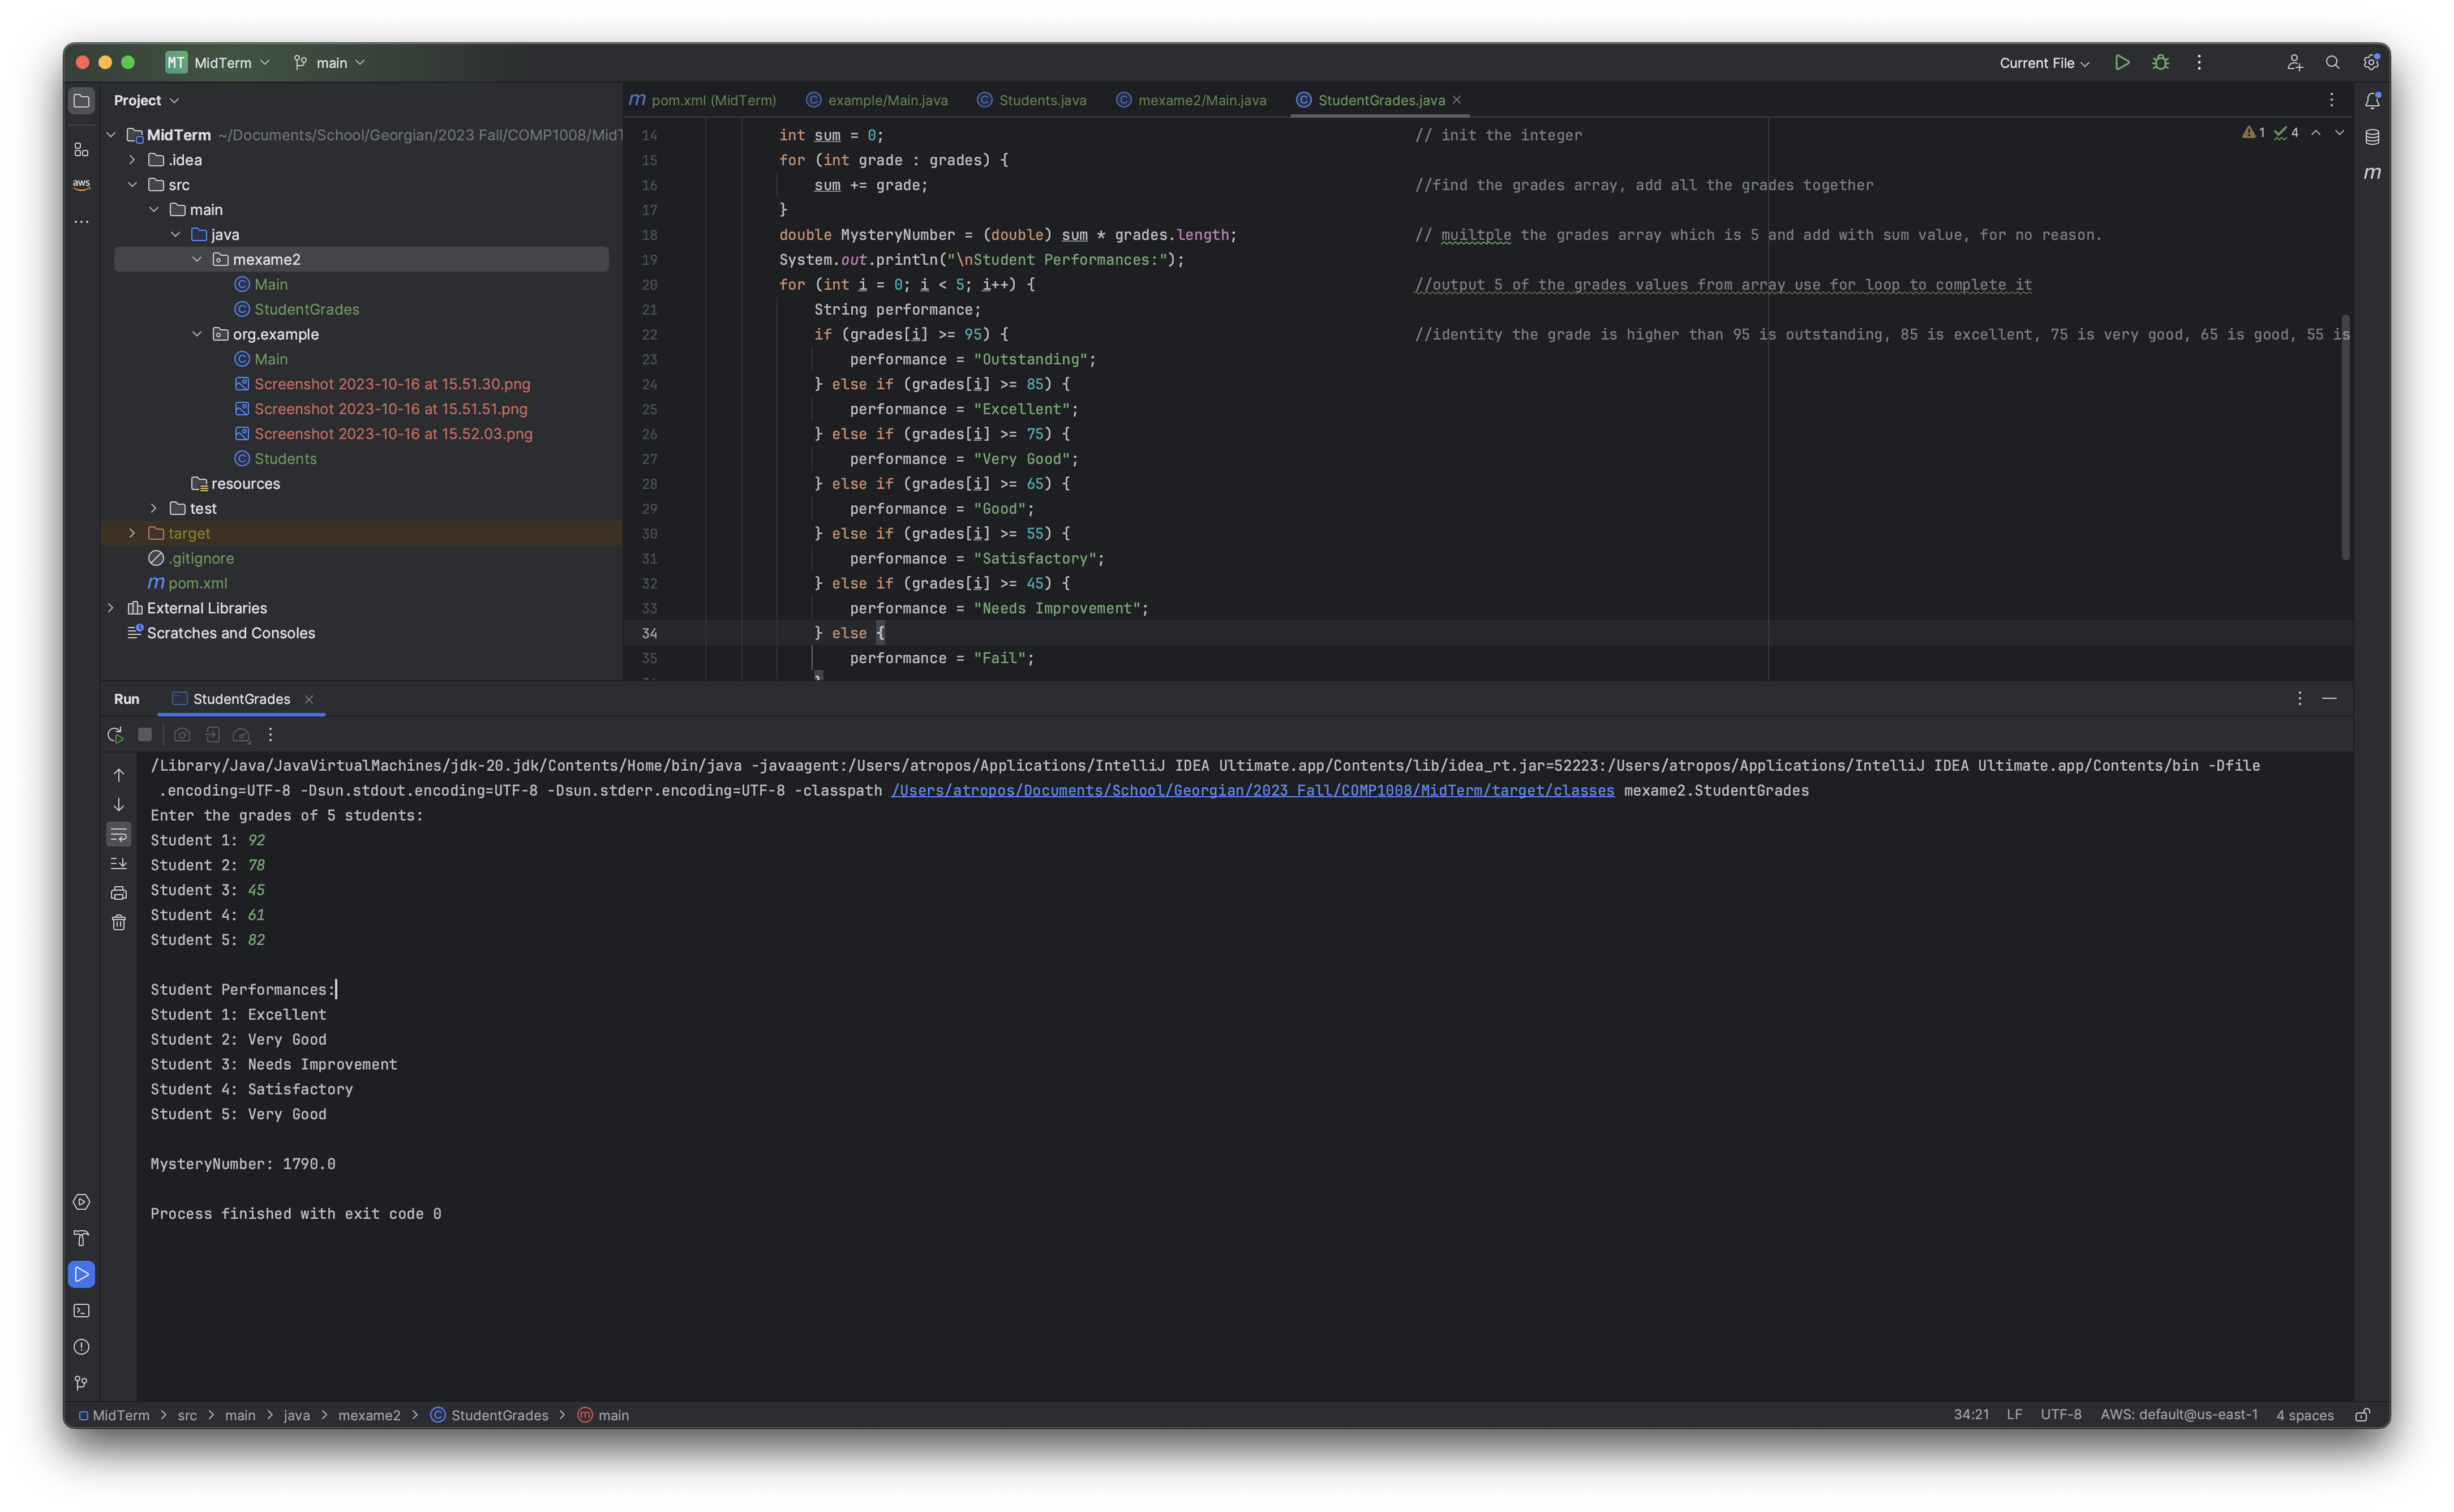 MT MidTerm main Current File
Project
pom.xml (MidTerm) example/Main.java Students.java mexame2/Main.java StudentGrades.java
MidTerm ~/Documents/School/Georgian/2023 Fall/COMP1008/MidT
.idea
src
main
java
mexame2
Main
StudentGrades
org.example
Main
Screenshot 2023-10-16 at 15.51.30.png
Screenshot 2023-10-16 at 15.51.51.png
Screenshot 2023-10-16 at 15.52.03.png
Students
resources
test
target
.gitignore
pom.xml
External Libraries
Scratches and Consoles
aws
1 4
14 int sum = 0; // init the integer
15 for (int grade : grades) {
16 sum += grade; //find the grades array, add all the grades together
17 }
18 double MysteryNumber = (double) sum * grades.length; // muiltple the grades array which is 5 and add with sum value, for no reason.
19 System.out.println("\nStudent Performances:");
20 for (int i = 0; i < 5; i++) { //output 5 of the grades values from array use for loop to complete it
21 String performance;
22 if (grades[i] >= 95) { //identity the grade is higher than 95 is outstanding, 85 is excellent, 75 is very good, 65 is good, 55 is
23 performance = "Outstanding";
24 } else if (grades[i] >= 85) {
25 performance = "Excellent";
26 } else if (grades[i] >= 75) {
27 performance = "Very Good";
28 } else if (grades[i] >= 65) {
29 performance = "Good";
30 } else if (grades[i] >= 55) {
31 performance = "Satisfactory";
32 } else if (grades[i] >= 45) {
33 performance = "Needs Improvement";
34 } else {
35 performance = "Fail";
Run StudentGrades
/Library/Java/JavaVirtualMachines/jdk-20.jdk/Contents/Home/bin/java -javaagent:/Users/atropos/Applications/IntelliJ IDEA Ultimate.app/Contents/lib/idea_rt.jar=52223:/Users/atropos/Applications/IntelliJ IDEA Ultimate.app/Contents/bin -Dfile
.encoding=UTF-8 -Dsun.stdout.encoding=UTF-8 -Dsun.stderr.encoding=UTF-8 -classpath /Users/atropos/Documents/School/Georgian/2023 Fall/COMP1008/MidTerm/target/classes mexame2.StudentGrades
Enter the grades of 5 students:
Student 1: 92
Student 2: 78
Student 3: 45
Student 4: 61
Student 5: 82
Student Performances:
Student 1: Excellent
Student 2: Very Good
Student 3: Needs Improvement
Student 4: Satisfactory
Student 5: Very Good
MysteryNumber: 1790.0
Process finished with exit code 0
MidTerm > src > main > java > mexame2 > StudentGrades > main 34:21 LF UTF-8 AWS: default@us-east-1 4 spaces